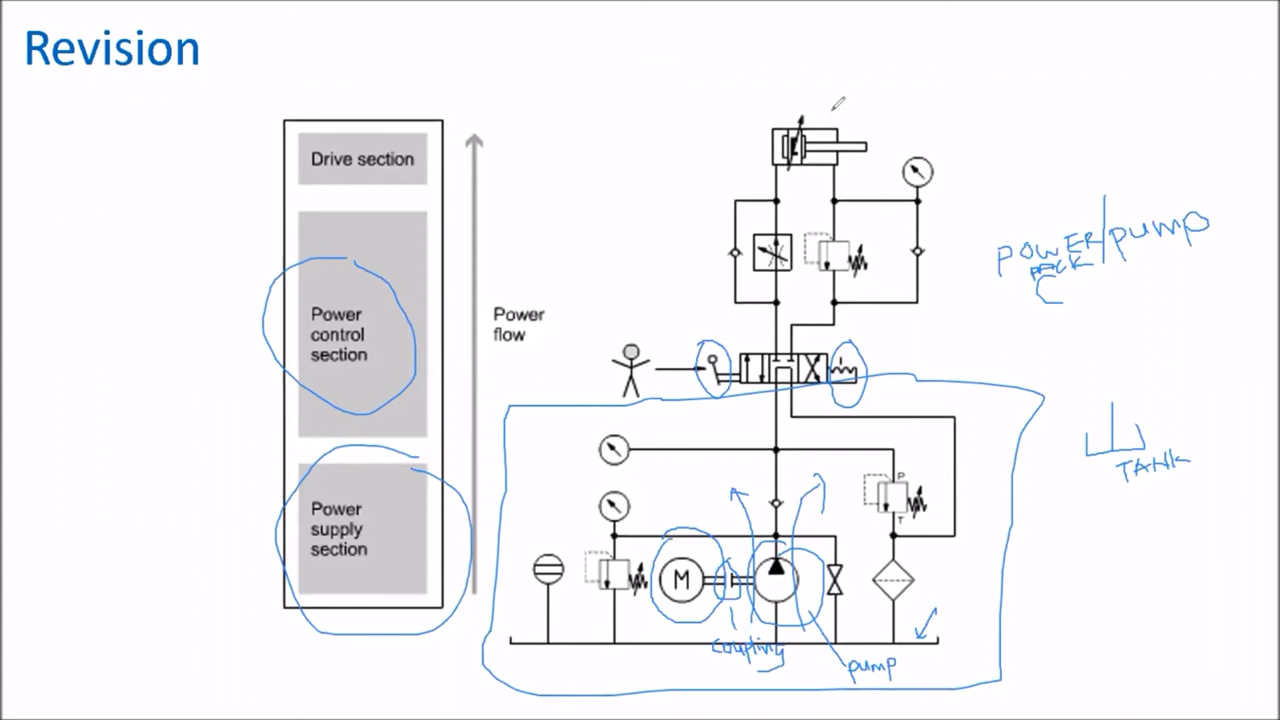 Revision
Drive section
Power
control
section
Power
supply
section
Power
flow
POWER/pump
PACK
TANK
P
T
M
coupling
pump